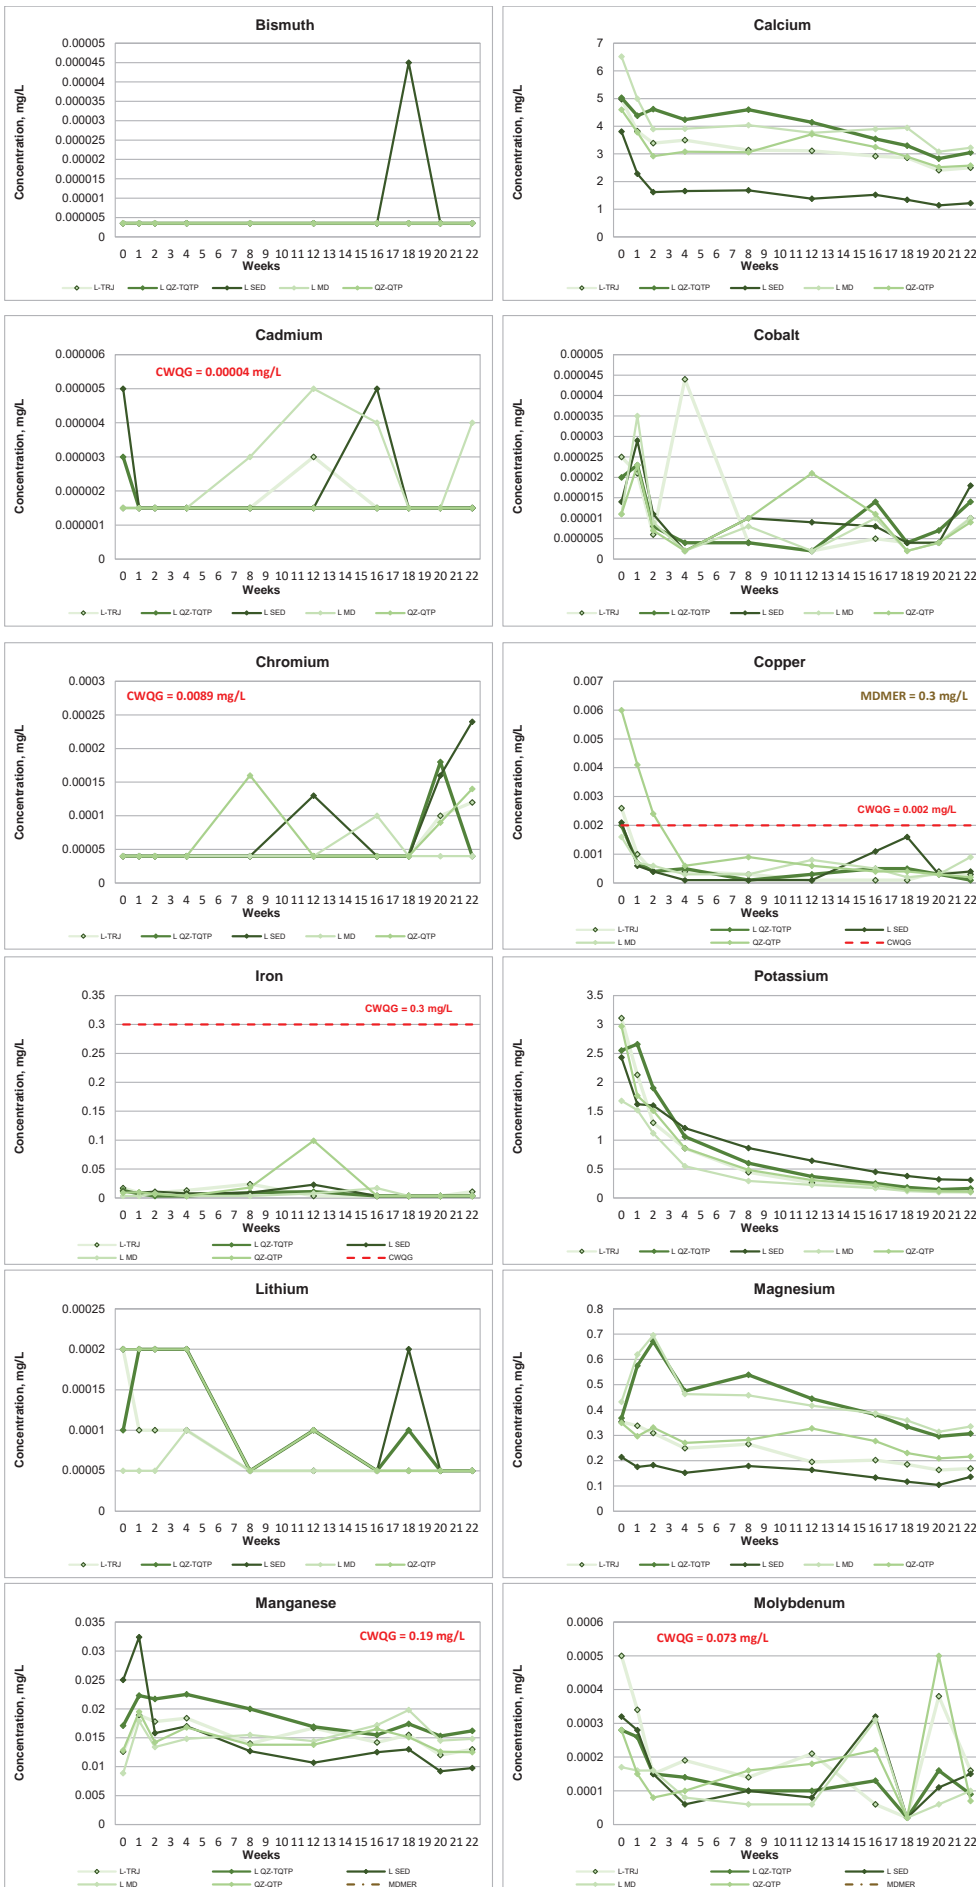 Bismuth
Concentration, mg/L
0.00005
0.000045
0.00004
0.000035
0.00003
0.000025
0.00002
0.000015
0.00001
0.000005
0
0 1 2 3 4 5 6 7 8 9 10 11 12 13 14 15 16 17 18 19 20 21 22
Weeks
L-TRJ L QZ-TQTP L SED L MD QZ-QTP
Calcium
Concentration, mg/L
7
6
5
4
3
2
1
0
0 1 2 3 4 5 6 7 8 9 10 11 12 13 14 15 16 17 18 19 20 21 22
Weeks
L-TRJ L QZ-TQTP L SED L MD QZ-QTP
Cadmium
CWQG = 0.00004 mg/L
Concentration, mg/L
0.000006
0.000005
0.000004
0.000003
0.000002
0.000001
0
0 1 2 3 4 5 6 7 8 9 10 11 12 13 14 15 16 17 18 19 20 21 22
Weeks
L-TRJ L QZ-TQTP L SED L MD QZ-QTP
Cobalt
Concentration, mg/L
0.00005
0.000045
0.00004
0.000035
0.00003
0.000025
0.00002
0.000015
0.00001
0.000005
0
0 1 2 3 4 5 6 7 8 9 10 11 12 13 14 15 16 17 18 19 20 21 22
Weeks
L-TRJ L QZ-TQTP L SED L MD QZ-QTP
Chromium
CWQG = 0.0089 mg/L
Concentration, mg/L
0.0003
0.00025
0.0002
0.00015
0.0001
0.00005
0
0 1 2 3 4 5 6 7 8 9 10 11 12 13 14 15 16 17 18 19 20 21 22
Weeks
L-TRJ L QZ-TQTP L SED L MD QZ-QTP
Copper
MDMER = 0.3 mg/L
CWQG = 0.002 mg/L
Concentration, mg/L
0.007
0.006
0.005
0.004
0.003
0.002
0.001
0
0 1 2 3 4 5 6 7 8 9 10 11 12 13 14 15 16 17 18 19 20 21 22
Weeks
L-TRJ L QZ-TQTP L SED
L MD QZ-QTP CWQG
Iron
CWQG = 0.3 mg/L
Concentration, mg/L
0.35
0.3
0.25
0.2
0.15
0.1
0.05
0
0 1 2 3 4 5 6 7 8 9 10 11 12 13 14 15 16 17 18 19 20 21 22
Weeks
L-TRJ L QZ-TQTP L SED
L MD QZ-QTP CWQG
Potassium
Concentration, mg/L
3.5
3
2.5
2
1.5
1
0.5
0
0 1 2 3 4 5 6 7 8 9 10 11 12 13 14 15 16 17 18 19 20 21 22
Weeks
L-TRJ L QZ-TQTP L SED L MD QZ-QTP
Lithium
Concentration, mg/L
0.00025
0.0002
0.00015
0.0001
0.00005
0
0 1 2 3 4 5 6 7 8 9 10 11 12 13 14 15 16 17 18 19 20 21 22
Weeks
L-TRJ L QZ-TQTP L SED L MD QZ-QTP
Magnesium
Concentration, mg/L
0.8
0.7
0.6
0.5
0.4
0.3
0.2
0.1
0
0 1 2 3 4 5 6 7 8 9 10 11 12 13 14 15 16 17 18 19 20 21 22
Weeks
L-TRJ L QZ-TQTP L SED L MD QZ-QTP
Manganese
CWQG = 0.19 mg/L
Concentration, mg/L
0.035
0.03
0.025
0.02
0.015
0.01
0.005
0
0 1 2 3 4 5 6 7 8 9 10 11 12 13 14 15 16 17 18 19 20 21 22
Weeks
L-TRJ L QZ-TQTP L SED
L MD QZ-QTP MDMER
Molybdenum
CWQG = 0.073 mg/L
Concentration, mg/L
0.0006
0.0005
0.0004
0.0003
0.0002
0.0001
0
0 1 2 3 4 5 6 7 8 9 10 11 12 13 14 15 16 17 18 19 20 21 22
Weeks
L-TRJ L QZ-TQTP L SED
L MD QZ-QTP MDMER